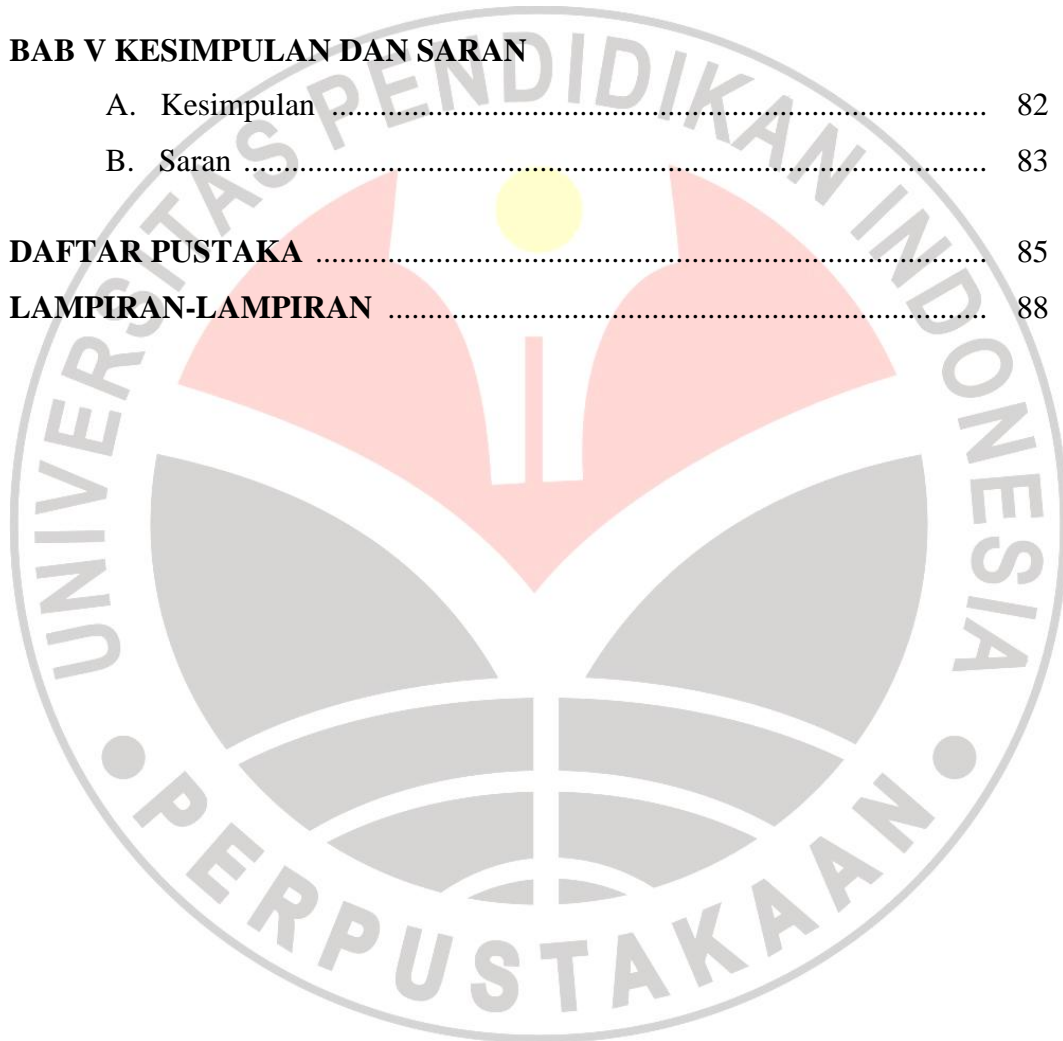 BAB V KESIMPULAN DAN SARAN
A. Kesimpulan ................................................................................. 82
B. Saran ............................................................................................ 83
DAFTAR PUSTAKA ................................................................................... 85
LAMPIRAN-LAMPIRAN .......................................................................... 88
UNIVERSITAS PENDIDIKAN INDONESIA
PERPUSTAKAAN